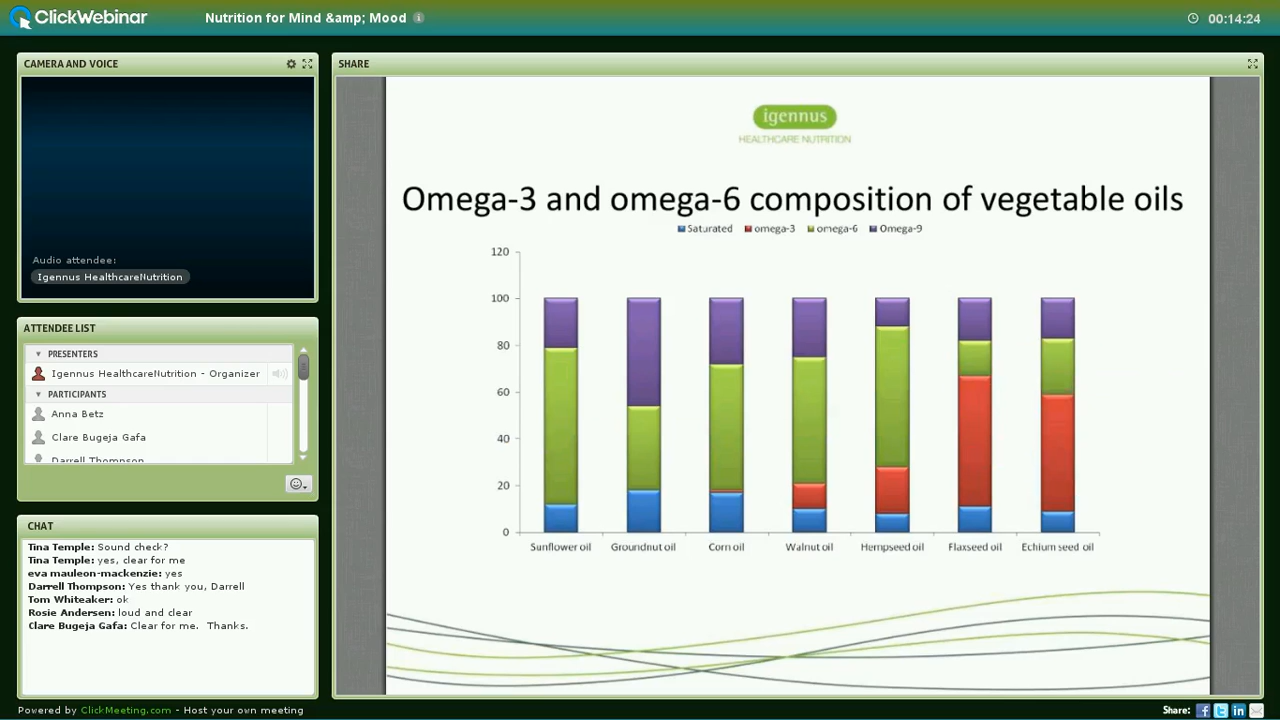 ClickWebinar
Nutrition for Mind &amp; Mood
00:14:24
CAMERA AND VOICE
Audio attendee:
Igennus HealthcareNutrition
ATTENDEE LIST
PRESENTERS
Igennus HealthcareNutrition - Organizer
PARTICIPANTS
Anna Betz
Clare Bugeja Gafa
Darrell Thompson
CHAT
Tina Temple: Sound check?
Tina Temple: yes, clear for me
eva mauleon-mackenzie: yes
Darrell Thompson: Yes thank you, Darrell
Tom Whiteaker: ok
Rosie Andersen: loud and clear
Clare Bugeja Gafa: Clear for me. Thanks.
SHARE
igennus
HEALTHCARE NUTRITION
Omega-3 and omega-6 composition of vegetable oils
Saturated omega-3 omega-6 Omega-9
120
100
80
60
40
20
0
Sunflower oil Groundnut oil Corn oil Walnut oil Hempseed oil Flaxseed oil Echium seed oil
Powered by ClickMeeting.com - Host your own meeting
Share: